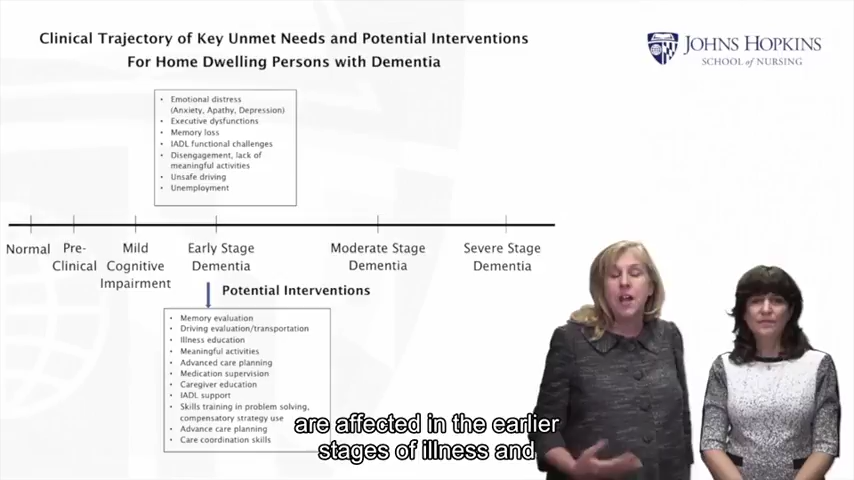 Clinical Trajectory of Key Unmet Needs and Potential Interventions
For Home Dwelling Persons with Dementia
JOHNS HOPKINS
SCHOOL of NURSING
• Emotional distress
(Anxiety, Apathy, Depression)
• Executive dysfunctions
• Memory loss
• IADL functional challenges
• Disengagement, lack of
meaningful activities
• Unsafe driving
• Unemployment
Normal
Pre-
Clinical
Mild
Cognitive
Impairment
Early Stage
Dementia
Moderate Stage
Dementia
Severe Stage
Dementia
Potential Interventions
• Memory evaluation
• Driving evaluation/transportation
• Illness education
• Meaningful activities
• Advanced care planning
• Medication supervision
• Caregiver education
• IADL support
• Skills training in problem solving,
compensatory strategy use
• Advance care planning
• Care coordination skills
are affected in the earlier
stages of illness and